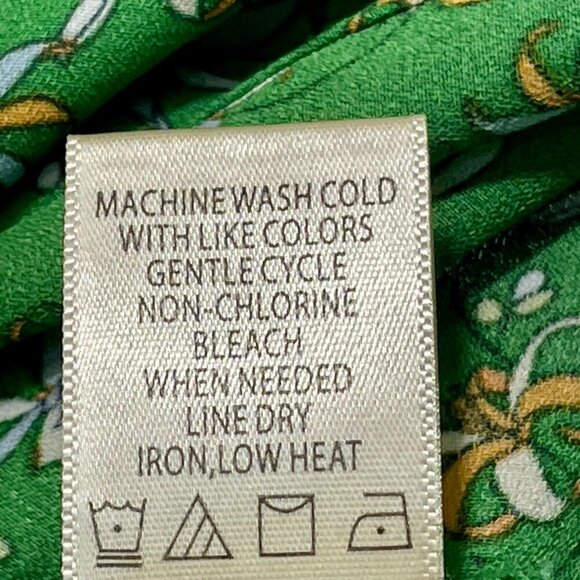 MACHINE WASH COLD
WITH LIKE COLORS
GENTLE CYCLE
NON-CHLORINE
BLEACH
WHEN NEEDED
LINE DRY
IRON,LOW HEAT